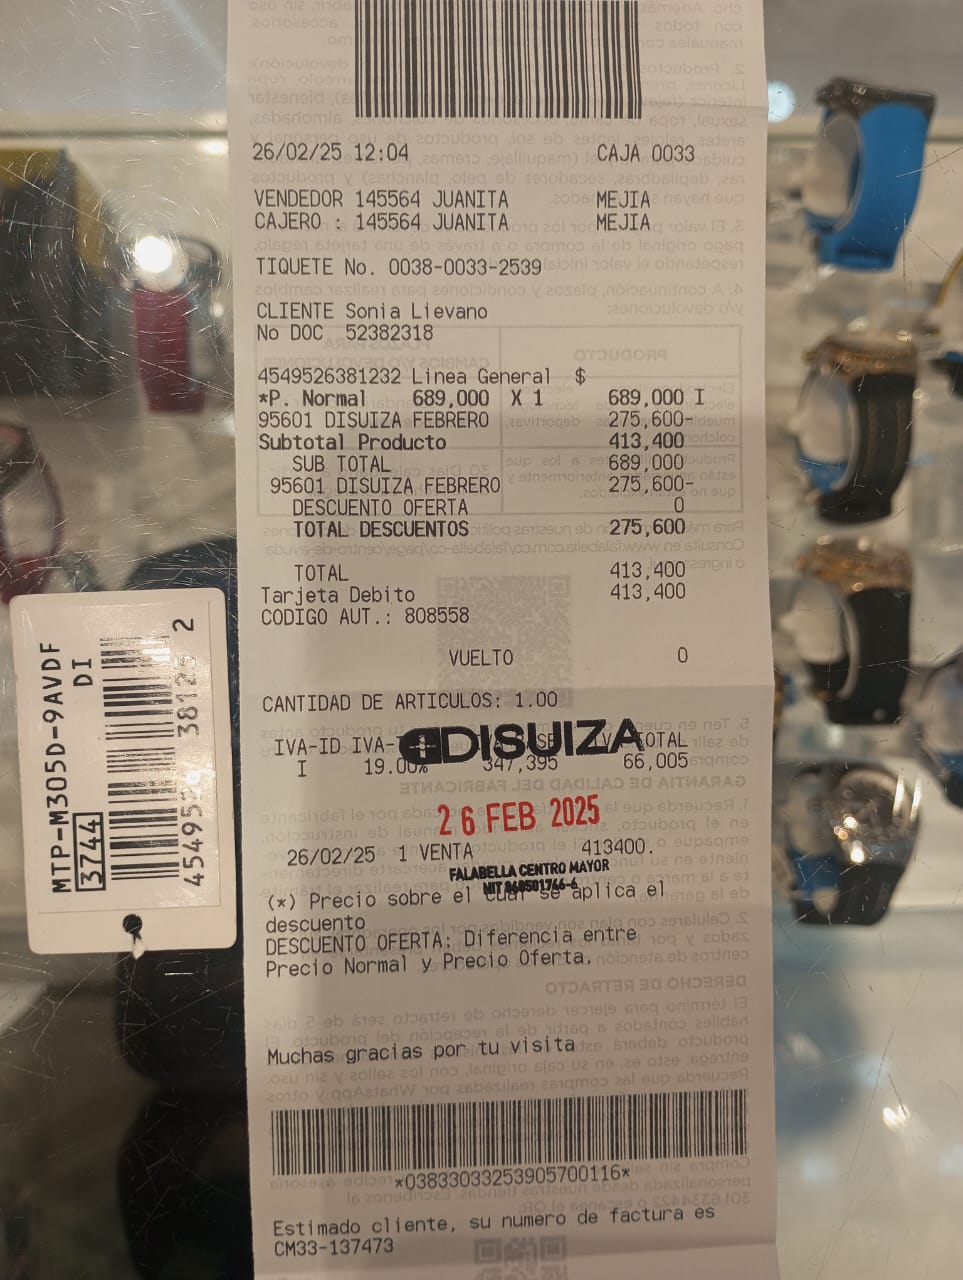 26/02/25 12:04 CAJA 0033
VENDEDOR 145564 JUANITA MEJIA
CAJERO : 145564 JUANITA MEJIA
TIQUETE No. 0038-0033-2539
CLIENTE Sonia Lievano
No DOC 52382318
4549526381232 Linea General $
*P. Normal 689,000 X 1 689,000 I
95601 DISUIZA FEBRERO 275,600-
Subtotal Producto 413,400
SUB TOTAL 689,000
95601 DISUIZA FEBRERO 275,600-
DESCUENTO OFERTA 0
TOTAL DESCUENTOS 275,600
TOTAL 413,400
Tarjeta Debito 413,400
CODIGO AUT.: 808558
VUELTO 0
CANTIDAD DE ARTICULOS: 1.00
DISUIZA
IVA-ID IVA- TOTAL
I 19.00% 347,395 66,005
26 FEB 2025
26/02/25 1 VENTA 413400.
FALABELLA CENTRO MAYOR
(*) Precio sobre el cual se aplica el
descuento
DESCUENTO OFERTA: Diferencia entre
Precio Normal y Precio Oferta.
Muchas gracias por tu visita
*03833033253905700116*
Estimado cliente, su numero de factura es
CM33-137473
MTP-M305D-9AVDF
DI
3744
2